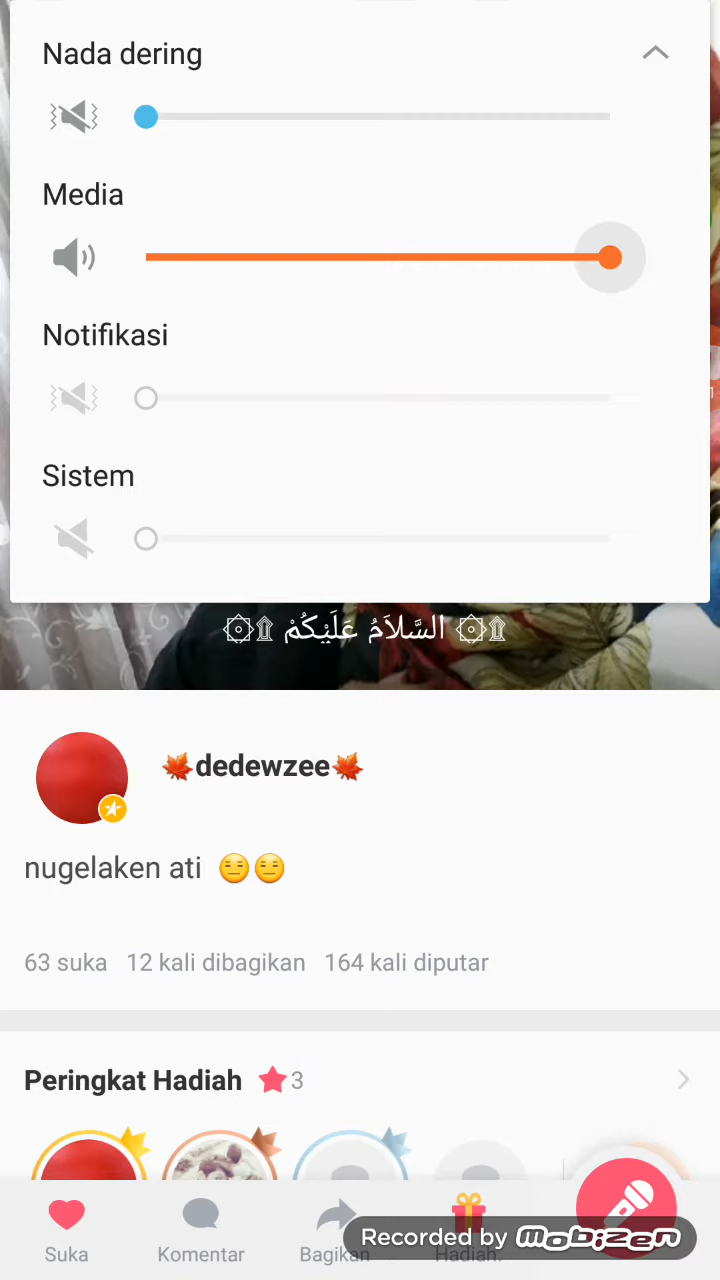 Nada dering
Media
Notifikasi
Sistem
۞۩ السَّلاَمُ عَلَيْكُمْ ۞۩
🍁dedewzee🍁
nugelaken ati 😒😒
63 suka 12 kali dibagikan 164 kali diputar
Peringkat Hadiah 3
Suka Komentar Bagikan Hadiah
Recorded by mobizen